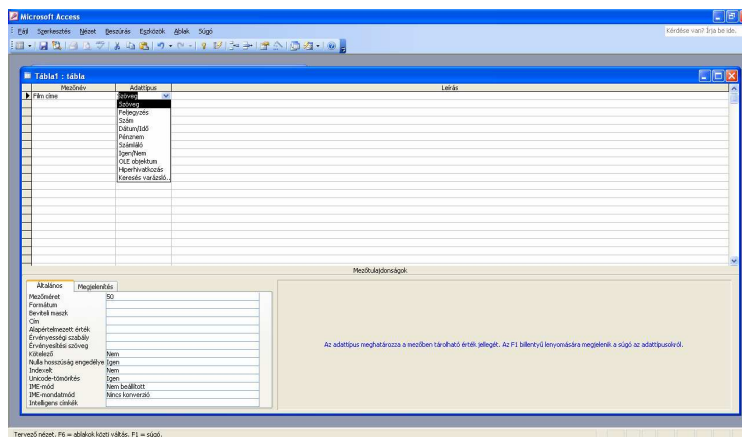 Microsoft Access
Fájl Szerkesztés Nézet Beszúrás Eszközök Ablak Súgó Kérdése van? Írja be ide.
Tábla1 : tábla
Mezőnév Adattípus Leírás
Film címe Szöveg
Szöveg
Feljegyzés
Szám
Dátum/Idő
Pénznem
Számláló
Igen/Nem
OLE objektum
Hiperhivatkozás
Keresés varázsló..
Mezőtulajdonságok
Általános Megjelenítés
Mezőméret 50
Formátum
Beviteli maszk
Cím
Alapértelmezett érték
Érvényességi szabály
Érvényesítési szöveg
Kötelező Nem
Nulla hosszúság engedélye Igen
Indexelt Nem
Unicode-tömörítés Igen
IME-mód Nem beállított
IME-mondatmód Nincs konverzió
Intelligens címkék
Az adattípus meghatározza a mezőben tárolható érték jellegét. Az F1 billentyű lenyomására megjelenik a súgó az adattípusokról.
Tervező nézet. F6 = ablakok közti váltás. F1 = súgó.